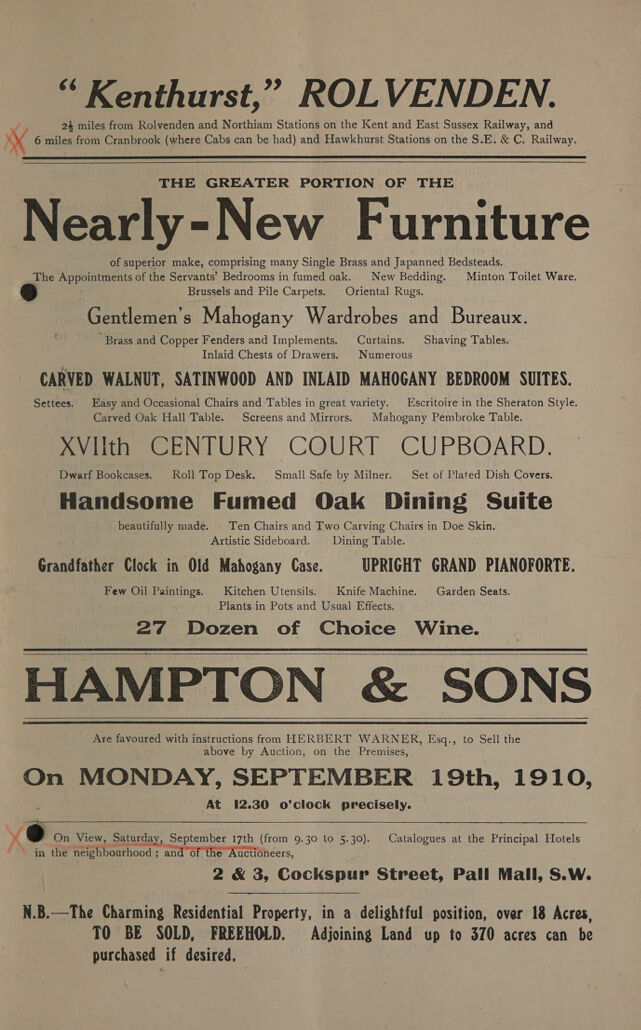 “ Kenthurst,” ROLVENDEN.
2½ miles from Rolvenden and Northiam Stations on the Kent and East Sussex Railway, and
6 miles from Cranbrook (where Cabs can be had) and Hawkhurst Stations on the S.E. & C. Railway.
THE GREATER PORTION OF THE
Nearly-New Furniture
of superior make, comprising many Single Brass and Japanned Bedsteads.
The Appointments of the Servants’ Bedrooms in fumed oak. New Bedding. Minton Toilet Ware.
Brussels and Pile Carpets. Oriental Rugs.
Gentlemen’s Mahogany Wardrobes and Bureaux.
Brass and Copper Fenders and Implements. Curtains. Shaving Tables.
Inlaid Chests of Drawers. Numerous
CARVED WALNUT, SATINWOOD AND INLAID MAHOGANY BEDROOM SUITES.
Settees. Easy and Occasional Chairs and Tables in great variety. Escritoire in the Sheraton Style.
Carved Oak Hall Table. Screens and Mirrors. Mahogany Pembroke Table.
XVIIth CENTURY COURT CUPBOARD.
Dwarf Bookcases. Roll Top Desk. Small Safe by Milner. Set of Plated Dish Covers.
Handsome Fumed Oak Dining Suite
beautifully made. Ten Chairs and Two Carving Chairs in Doe Skin.
Artistic Sideboard. Dining Table.
Grandfather Clock in Old Mahogany Case. UPRIGHT GRAND PIANOFORTE.
Few Oil Paintings. Kitchen Utensils. Knife Machine. Garden Seats.
Plants in Pots and Usual Effects.
27 Dozen of Choice Wine.
HAMPTON & SONS
Are favoured with instructions from HERBERT WARNER, Esq., to Sell the
above by Auction, on the Premises,
On MONDAY, SEPTEMBER 19th, 1910,
At 12.30 o’clock precisely.
On View, Saturday, September 17th (from 9.30 to 5.30). Catalogues at the Principal Hotels
in the neighbourhood; and of the Auctioneers,
2 & 3, Cockspur Street, Pall Mall, S.W.
N.B.—The Charming Residential Property, in a delightful position, over 18 Acres,
TO BE SOLD, FREEHOLD. Adjoining Land up to 370 acres can be
purchased if desired.